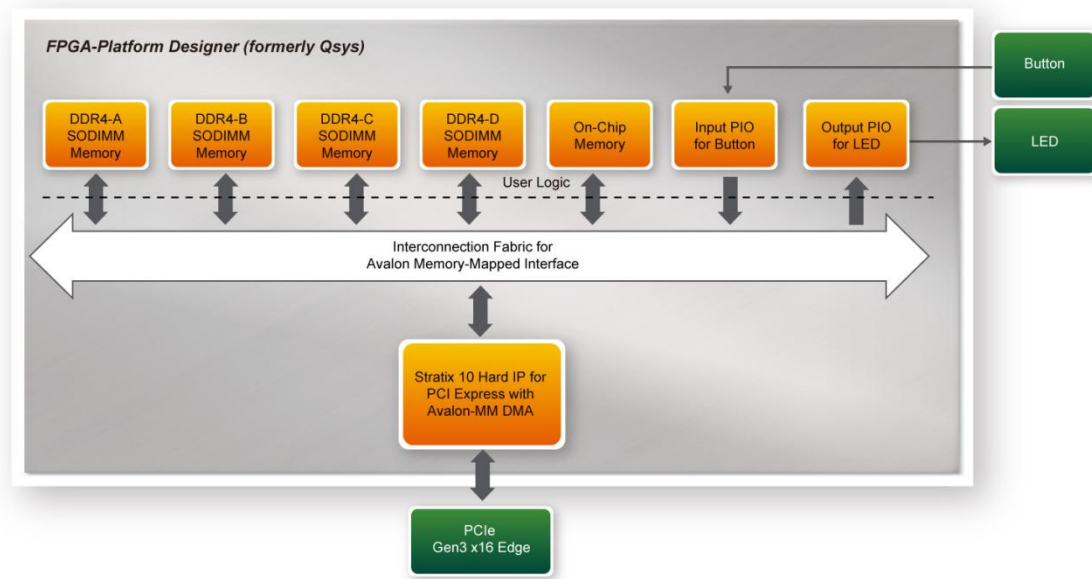 FPGA-Platform Designer (formerly Qsys)
Button
LED
DDR4-A
SODIMM
Memory
DDR4-B
SODIMM
Memory
DDR4-C
SODIMM
Memory
DDR4-D
SODIMM
Memory
On-Chip
Memory
Input PIO
for Button
Output PIO
for LED
User Logic
Interconnection Fabric for
Avalon Memory-Mapped Interface
Stratix 10 Hard IP for
PCI Express with
Avalon-MM DMA
PCIe
Gen3 x16 Edge